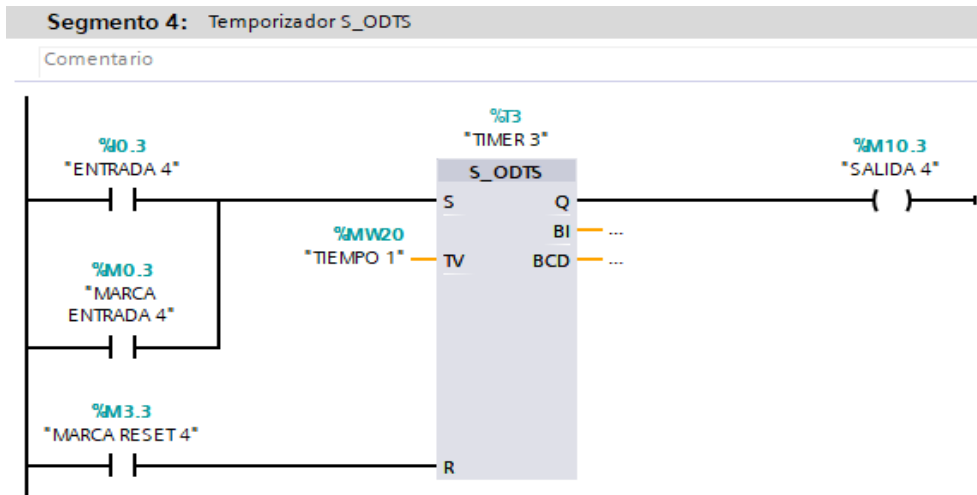 Segmento 4: Temporizador S_ODTS
Comentario
%T3
"TIMER 3"
%I0.3
"ENTRADA 4"
%M10.3
"SALIDA 4"
S_ODTS
S
Q
%MW20
"TIEMPO 1"
BI
...
TV
BCD
...
%M0.3
"MARCA
ENTRADA 4"
%M3.3
"MARCA RESET 4"
R